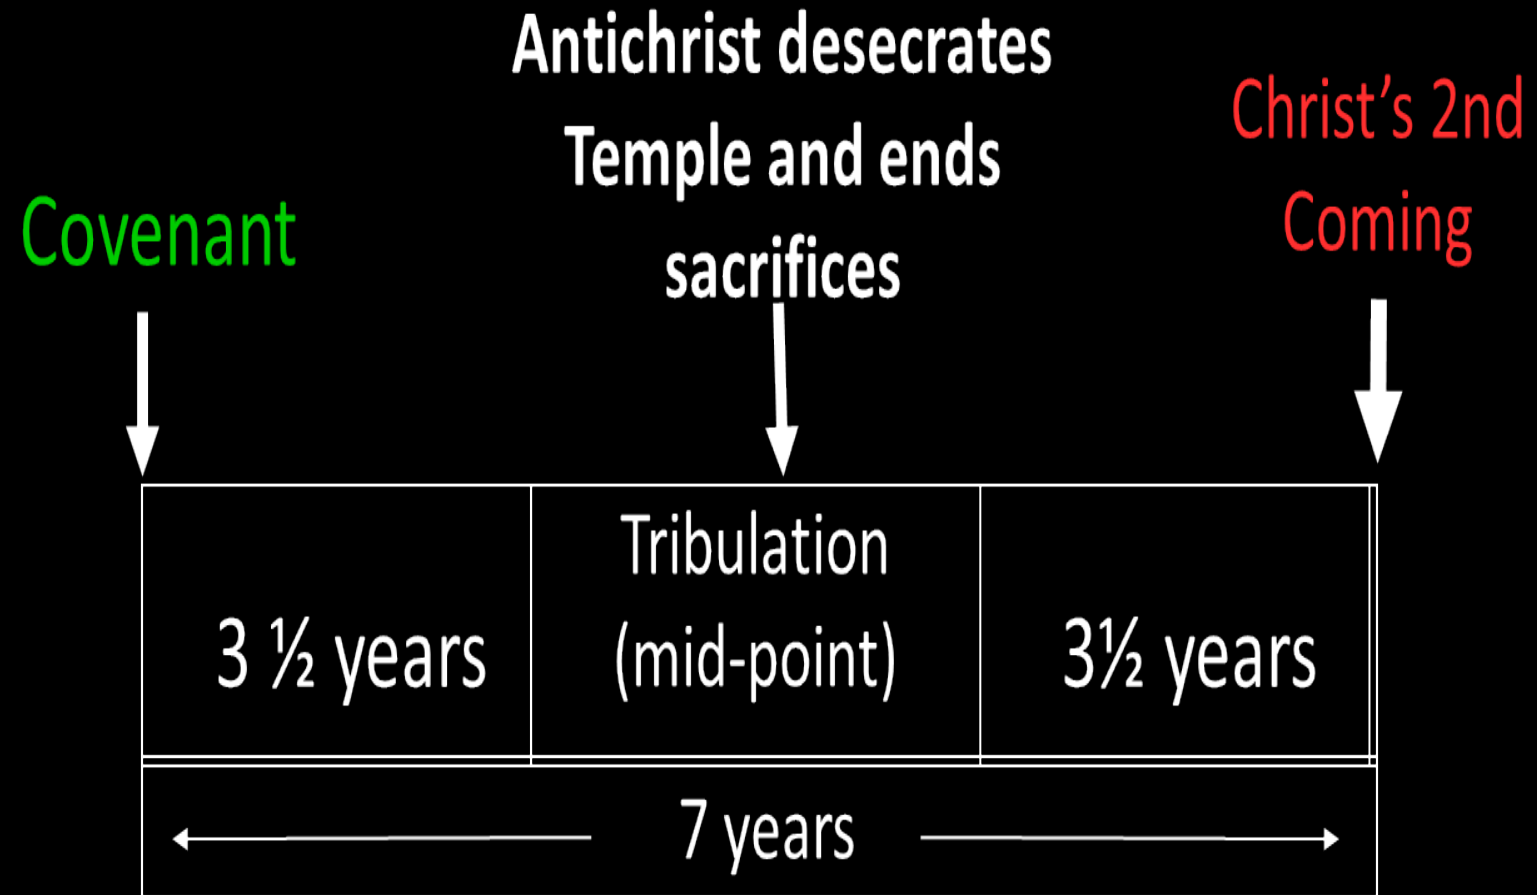 Antichrist desecrates
Temple and ends
sacrifices
Christ’s 2nd
Coming
Covenant
3 ½ years
Tribulation
(mid-point)
3½ years
7 years